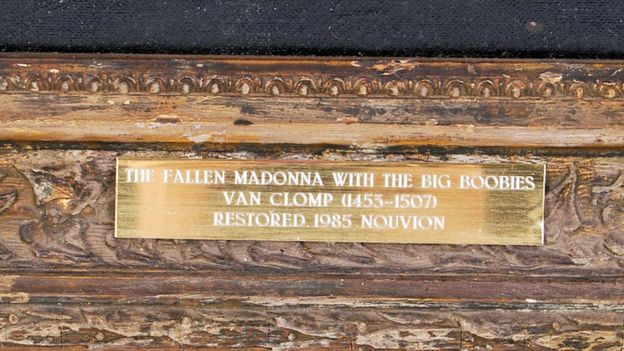 THE FALLEN MADONNA WITH THE BIG BOOBIES
VAN CLOMP (1453-1507)
RESTORED 1985 NOUVION